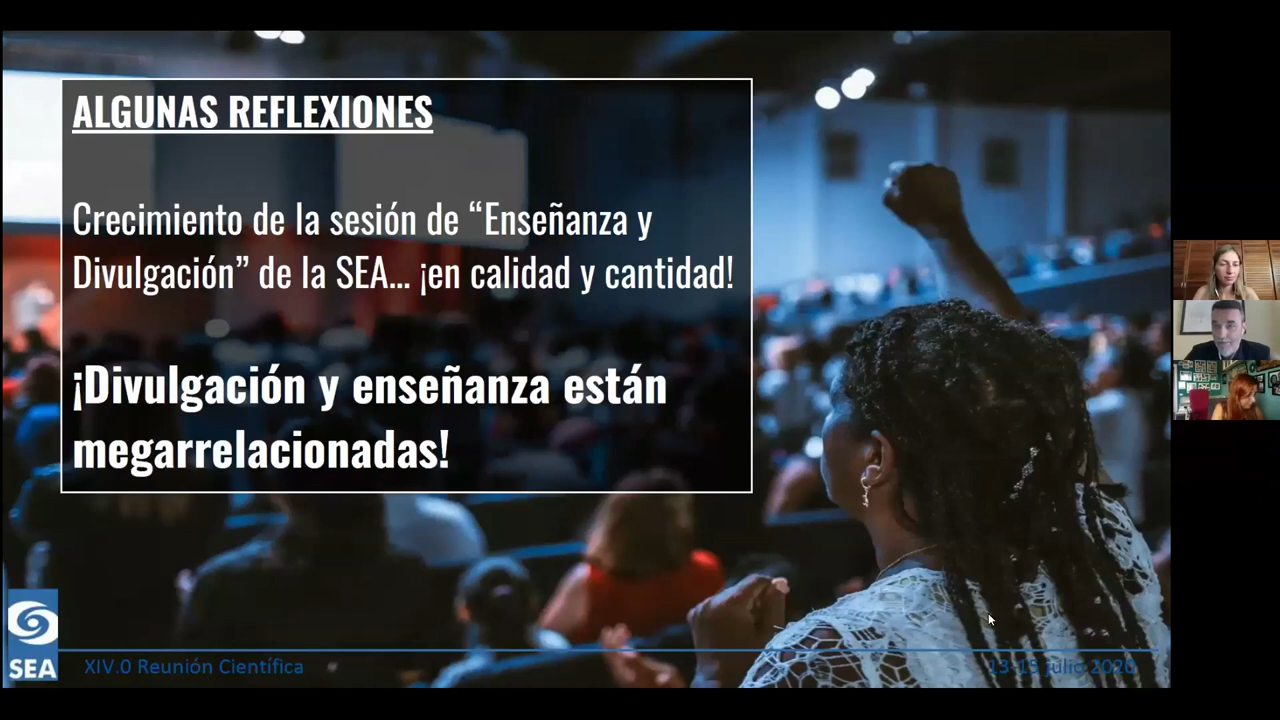 ALGUNAS REFLEXIONES
Crecimiento de la sesión de “Enseñanza y
Divulgación” de la SEA... ¡en calidad y cantidad!
¡Divulgación y enseñanza están
megarrelacionadas!
SEA
XIV.0 Reunión Científica
13-15 julio 2020